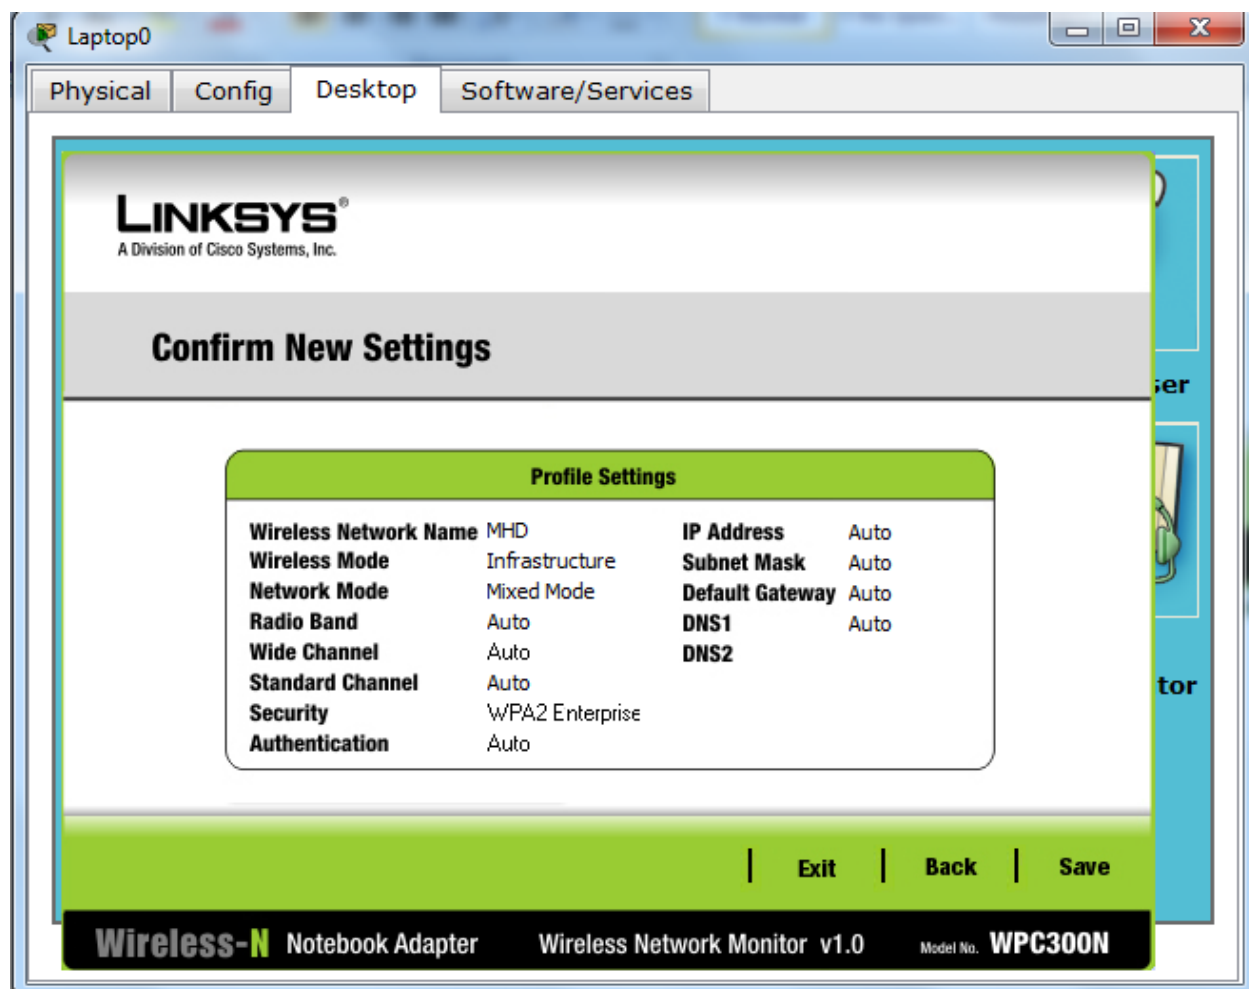 Laptop0
Physical Config Desktop Software/Services
LINKSYS®
A Division of Cisco Systems, Inc.
Confirm New Settings
ser
Profile Settings
Wireless Network Name MHD IP Address Auto
Wireless Mode Infrastructure Subnet Mask Auto
Network Mode Mixed Mode Default Gateway Auto
Radio Band Auto DNS1 Auto
Wide Channel Auto DNS2
Standard Channel Auto
tor
Security WPA2 Enterprise
Authentication Auto
Exit Back Save
Wireless-N Notebook Adapter Wireless Network Monitor v1.0 Model No. WPC300N